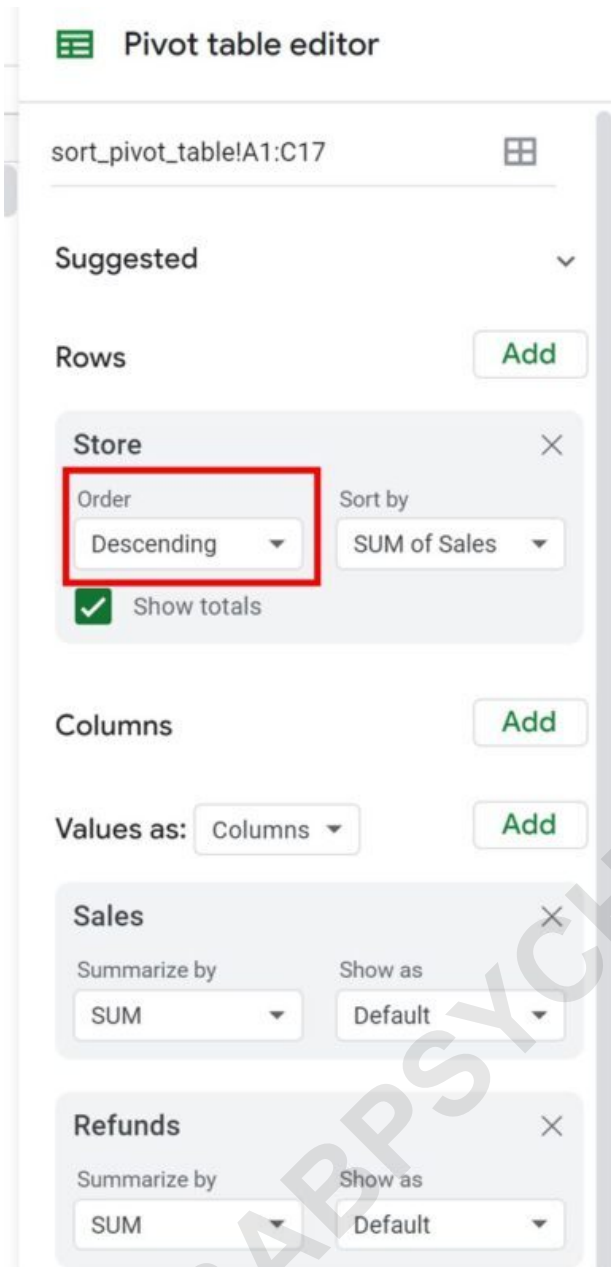 Pivot table editor
sort_pivot_table!A1:C17
Suggested
Rows
Add
Store
Order
Sort by
Descending
SUM of Sales
Show totals
Columns
Add
Values as:
Columns
Add
Sales
Summarize by
Show as
SUM
Default
Refunds
Summarize by
Show as
SUM
Default